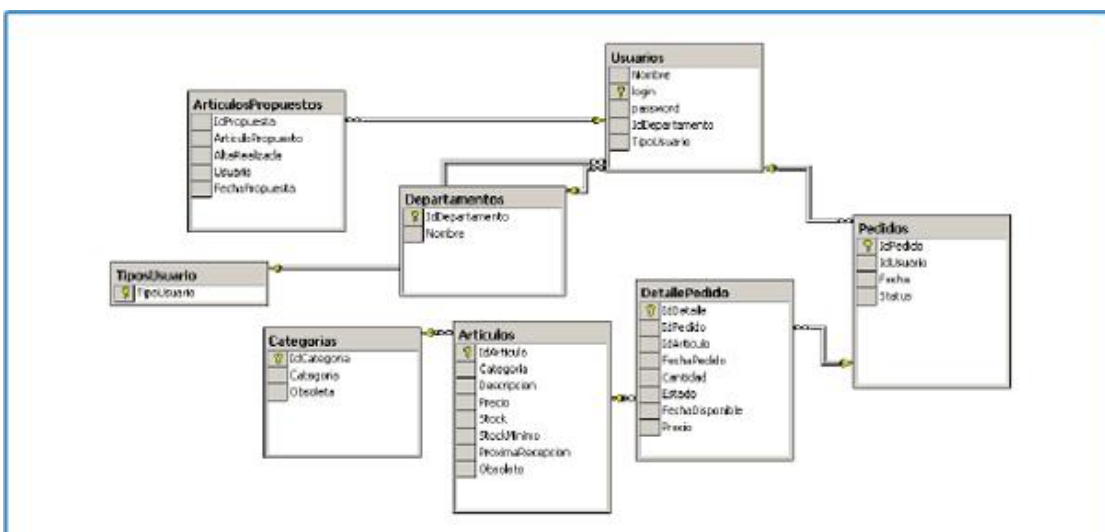 Usuarios
Nombre
login
password
IdDepartamento
TipoUsuario
ArticulosPropuestos
IdPropuesta
ArticuloPropuesto
AltaRealizada
Usuario
FechaPropuesta
Departamentos
IdDepartamento
Nombre
Pedidos
IdPedido
IdUsuario
Fecha
Status
TiposUsuario
TipoUsuario
DetallePedido
IdDetalle
IdPedido
IdArticulo
FechaPedido
Cantidad
Estado
FechaDisponible
Precio
Categorias
IdCategoria
Categoria
Obsoleta
Articulos
IdArticulo
Categoria
Descripcion
Precio
Stock
StockMinimo
ProximaRecepcion
Obsoleto